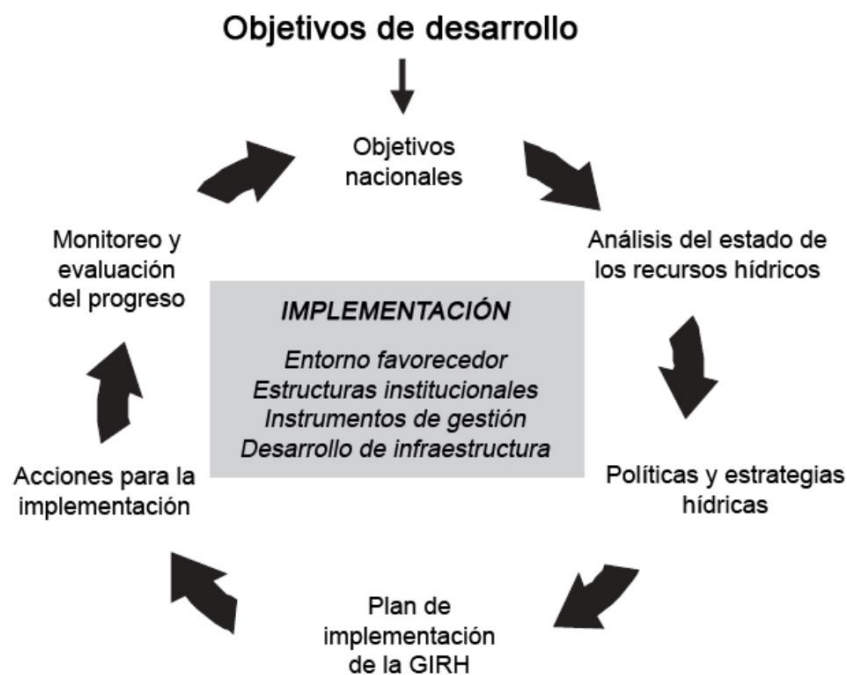 Objetivos de desarrollo
Objetivos
nacionales
Análisis del estado de
los recursos hídricos
Políticas y estrategias
hídricas
Plan de
implementación
de la GIRH
Acciones para la
implementación
Monitoreo y
evaluación
del progreso
IMPLEMENTACIÓN
Entorno favorecedor
Estructuras institucionales
Instrumentos de gestión
Desarrollo de infraestructura